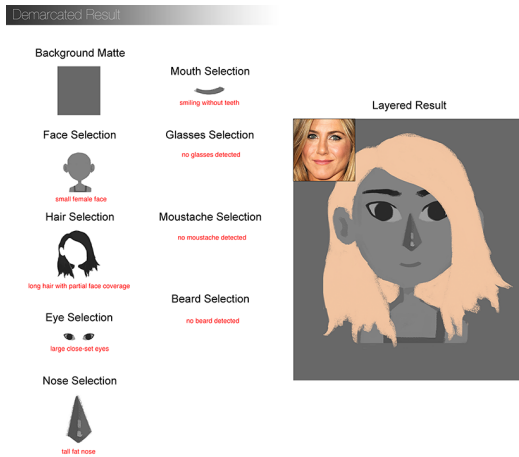 Demarcated Result
Background Matte
Face Selection
small female face
Hair Selection
long hair with partial face coverage
Eye Selection
large close-set eyes
Nose Selection
tall fat nose
Mouth Selection
smiling without teeth
Glasses Selection
no glasses detected
Moustache Selection
no moustache detected
Beard Selection
no beard detected
Layered Result